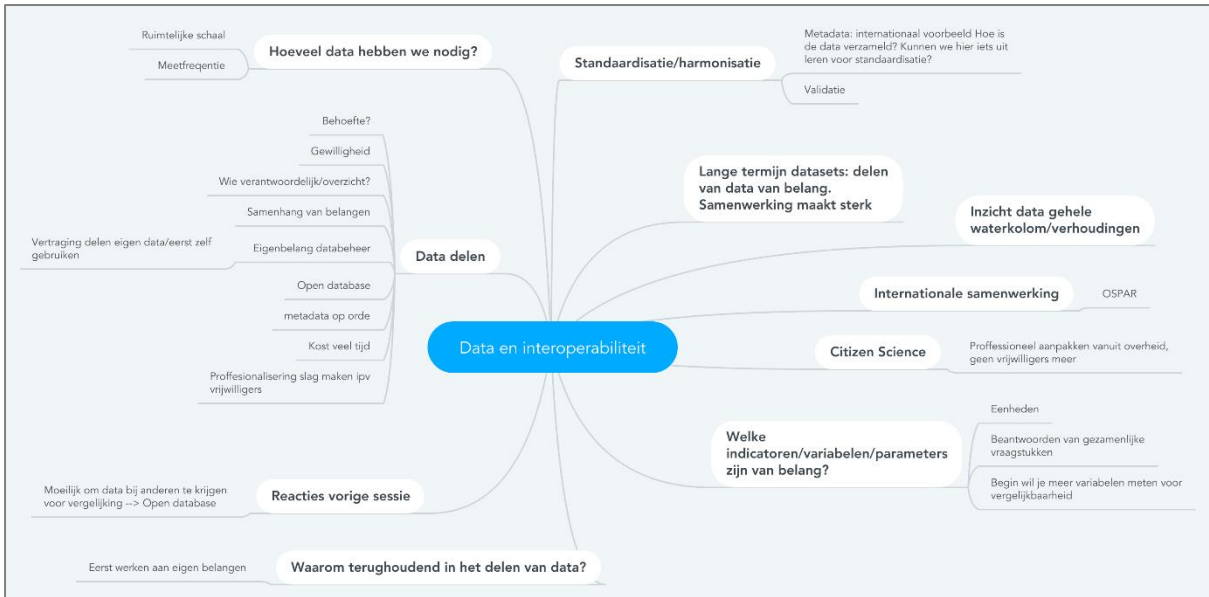 Ruimtelijke schaal
Meetfreqentie
Hoeveel data hebben we nodig?
Behoefte?
Gewilligheid
Wie verantwoordelijk/overzicht?
Samenhang van belangen
Vertraging delen eigen data/eerst zelf
gebruiken
Eigenbelang databeheer
Open database
metadata op orde
Kost veel tijd
Proffesionalisering slag maken ipv
vrijwilligers
Data delen
Moeilijk om data bij anderen te krijgen
voor vergelijking --> Open database
Reacties vorige sessie
Eerst werken aan eigen belangen
Waarom terughoudend in het delen van data?
Data en interoperabiliteit
Standaardisatie/harmonisatie
Metadata: internationaal voorbeeld Hoe is
de data verzameld? Kunnen we hier iets uit
leren voor standaardisatie?
Validatie
Lange termijn datasets: delen
van data van belang.
Samenwerking maakt sterk
Inzicht data gehele
waterkolom/verhoudingen
Internationale samenwerking
OSPAR
Citizen Science
Proffessioneel aanpakken vanuit overheid,
geen vrijwilligers meer
Welke
indicatoren/variabelen/parameters
zijn van belang?
Eenheden
Beantwoorden van gezamenlijke
vraagstukken
Begin wil je meer variabelen meten voor
vergelijkbaarheid